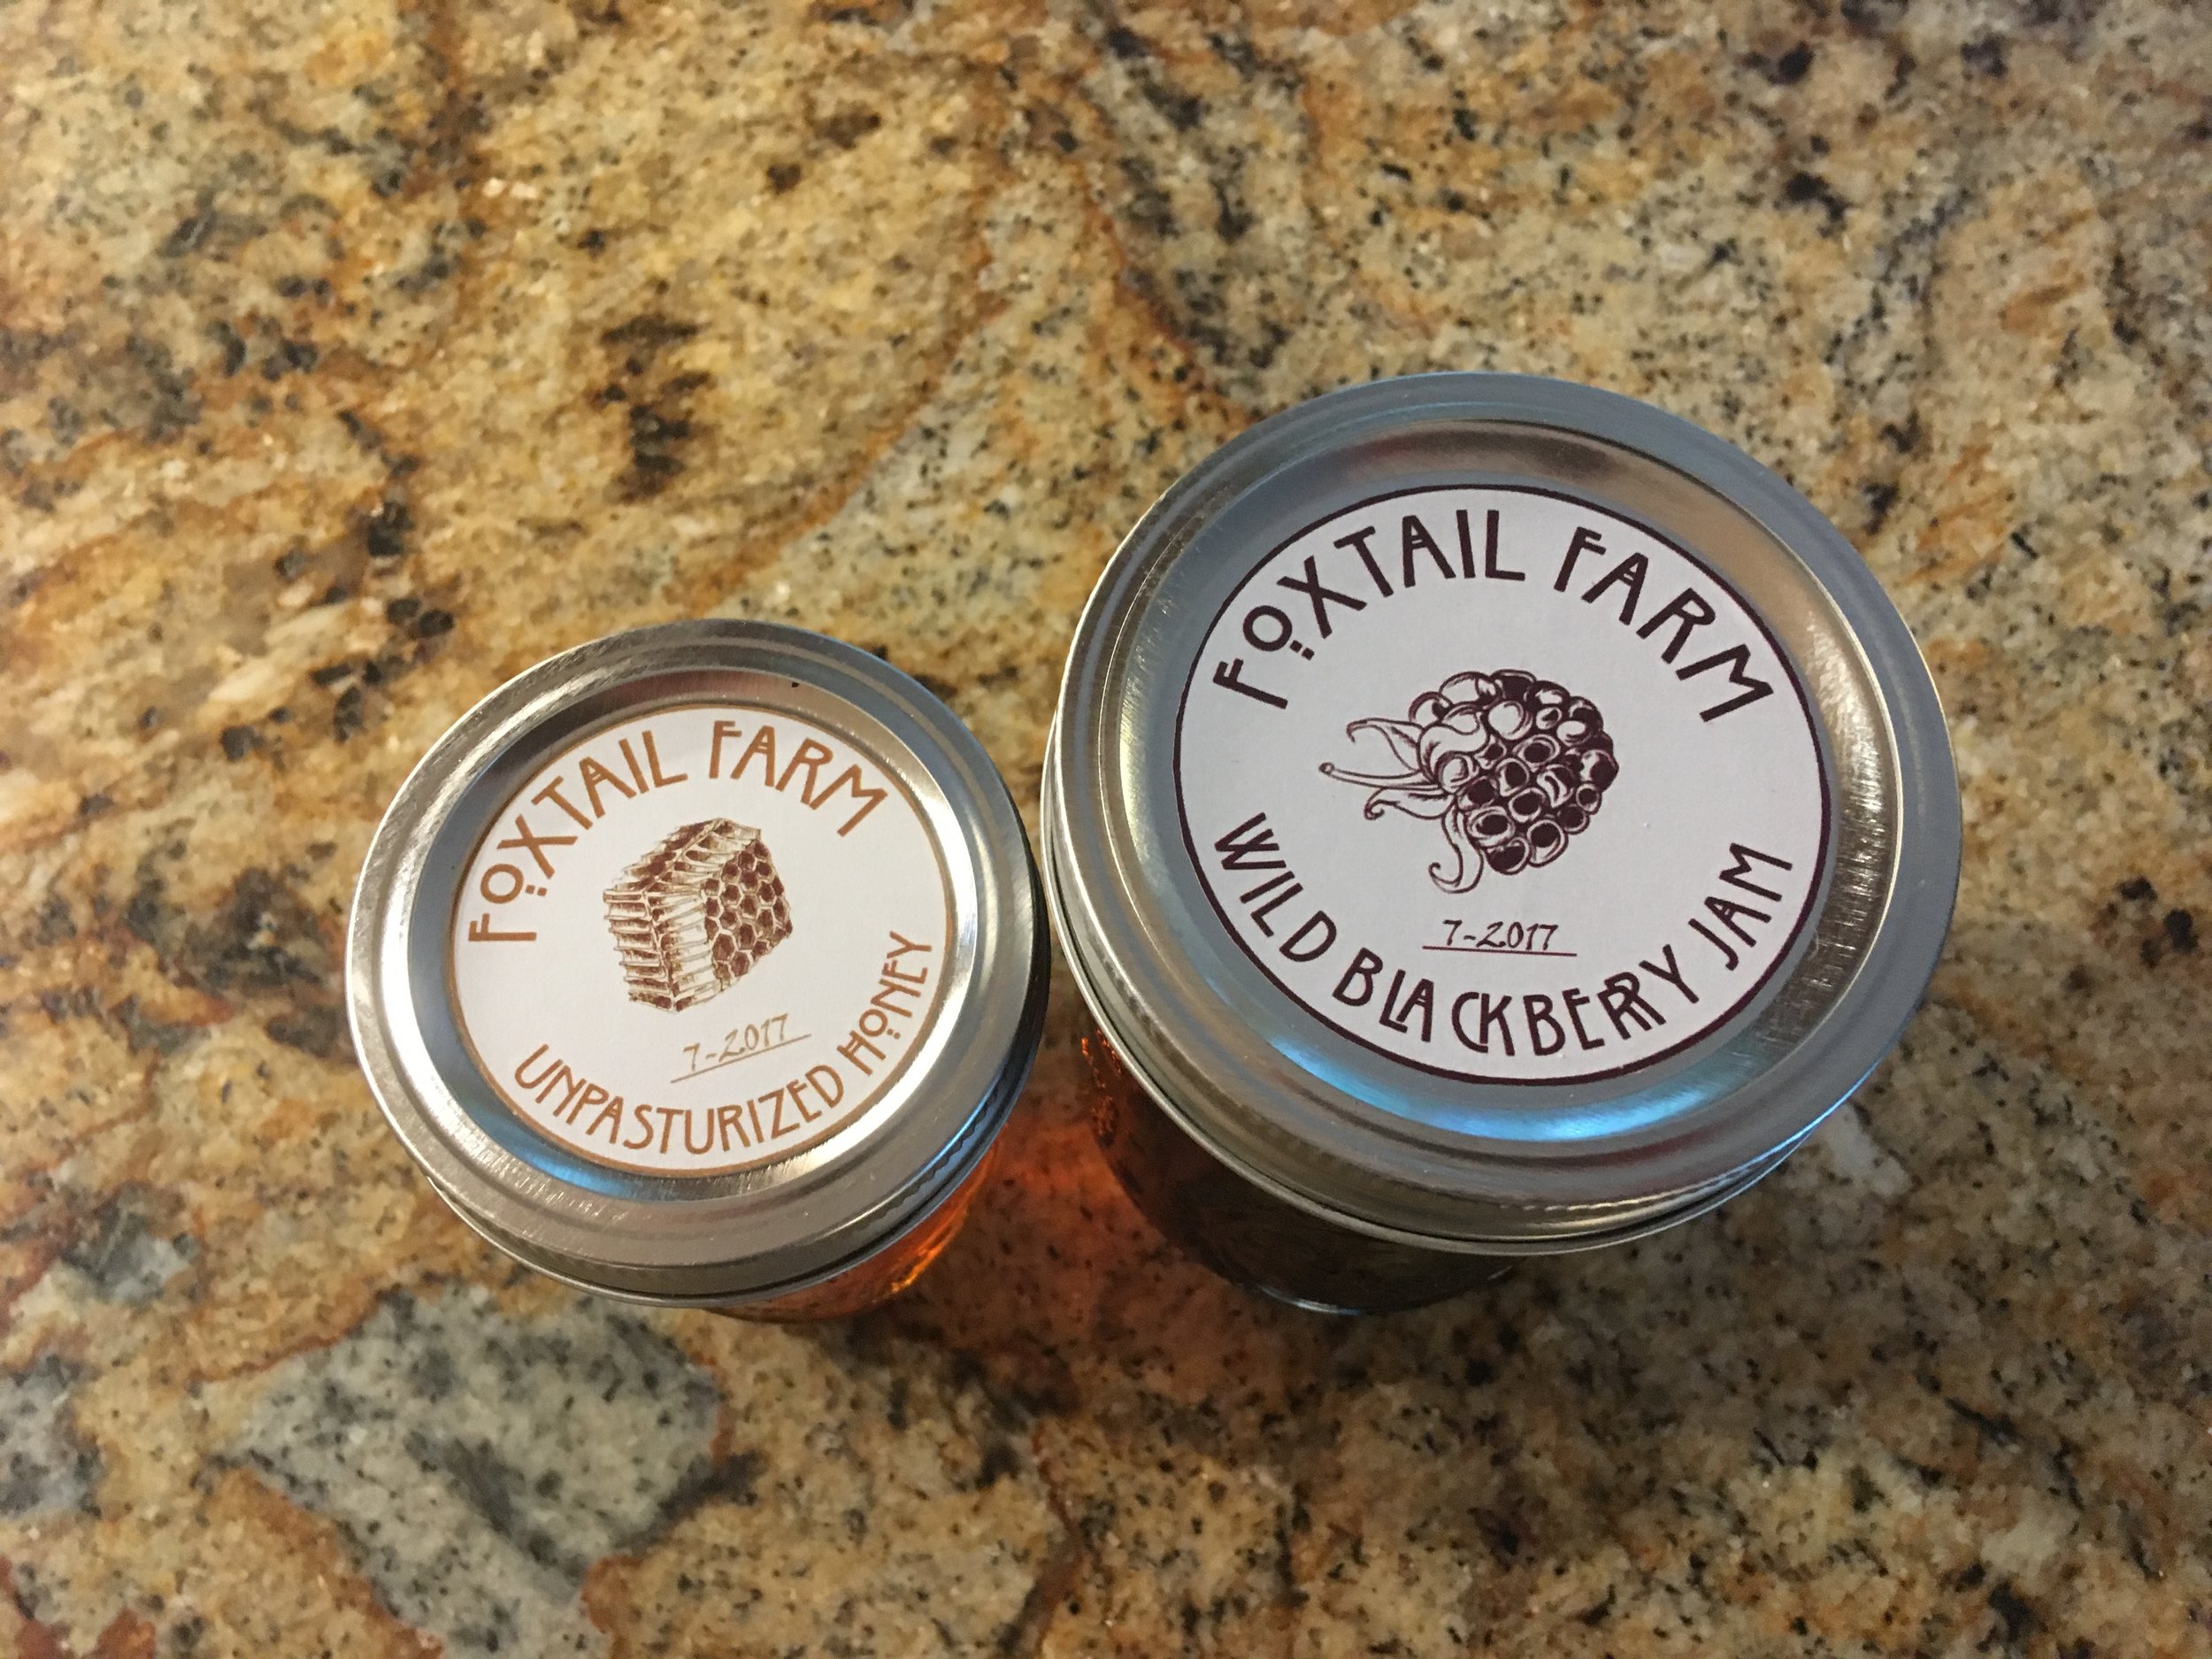 FOXTAIL FARM
7-2017
UNPASTURIZED HONEY
FOXTAIL FARM
7-2017
WILD BLACKBERRY JAM